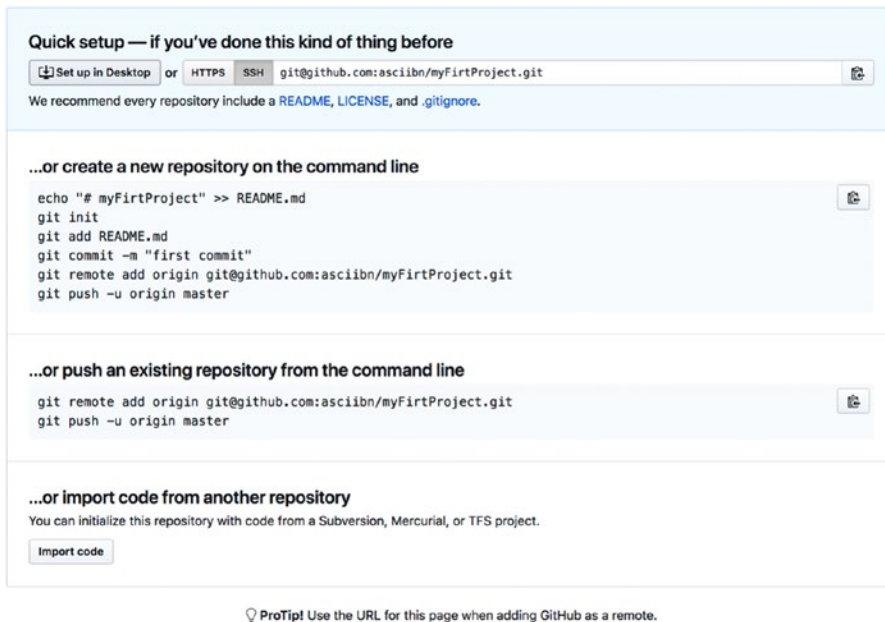 Quick setup — if you've done this kind of thing before
Set up in Desktop or HTTPS SSH git@github.com:asciibn/myFirtProject.git
We recommend every repository include a README, LICENSE, and .gitignore.
...or create a new repository on the command line
echo "# myFirtProject" >> README.md
git init
git add README.md
git commit -m "first commit"
git remote add origin git@github.com:asciibn/myFirtProject.git
git push -u origin master
...or push an existing repository from the command line
git remote add origin git@github.com:asciibn/myFirtProject.git
git push -u origin master
...or import code from another repository
You can initialize this repository with code from a Subversion, Mercurial, or TFS project.
Import code
ProTip! Use the URL for this page when adding GitHub as a remote.